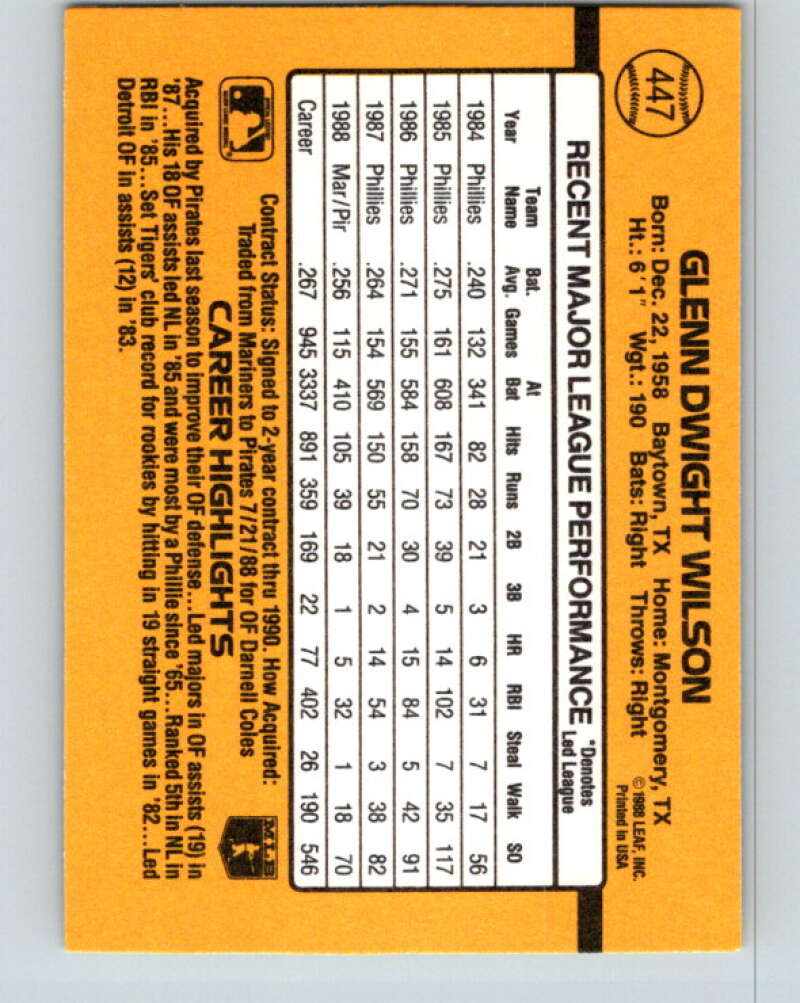 447
GLENN DWIGHT WILSON
Born: Dec. 22, 1958 Baytown, TX Home: Montgomery, TX
Ht.: 6'1" Wgt.: 190 Bats: Right Throws: Right
©1988 LEAF, INC.
Printed in USA
RECENT MAJOR LEAGUE PERFORMANCE *Denotes Led League
Year Team Name Bat. Avg. Games At Bat Hits Runs 2B 3B HR RBI Steal Walk SO
1984 Phillies .240 132 341 82 28 21 3 6 31 7 17 56
1985 Phillies .275 161 608 167 73 39 5 14 102 7 35 117
1986 Phillies .271 155 584 158 70 30 4 15 84 5 42 91
1987 Phillies .264 154 569 150 55 21 2 14 54 3 38 82
1988 Mar/Pir .256 115 410 105 39 18 1 5 32 1 18 70
Career .267 945 3337 891 359 169 22 77 402 26 190 546
Contract Status: Signed to 2-year contract thru 1990. How Acquired:
Traded from Mariners to Pirates 7/21/88 for OF Darnell Coles
MLB
CAREER HIGHLIGHTS
Acquired by Pirates last season to improve their OF defense...Led majors in OF assists (19) in
'87...His 18 OF assists led NL in '85 and were most by a Phillie since '65...Ranked 5th in NL in
RBI in '85...Set Tigers' club record for rookies by hitting in 19 straight games in '82...Led
Detroit OF in assists (12) in '83.